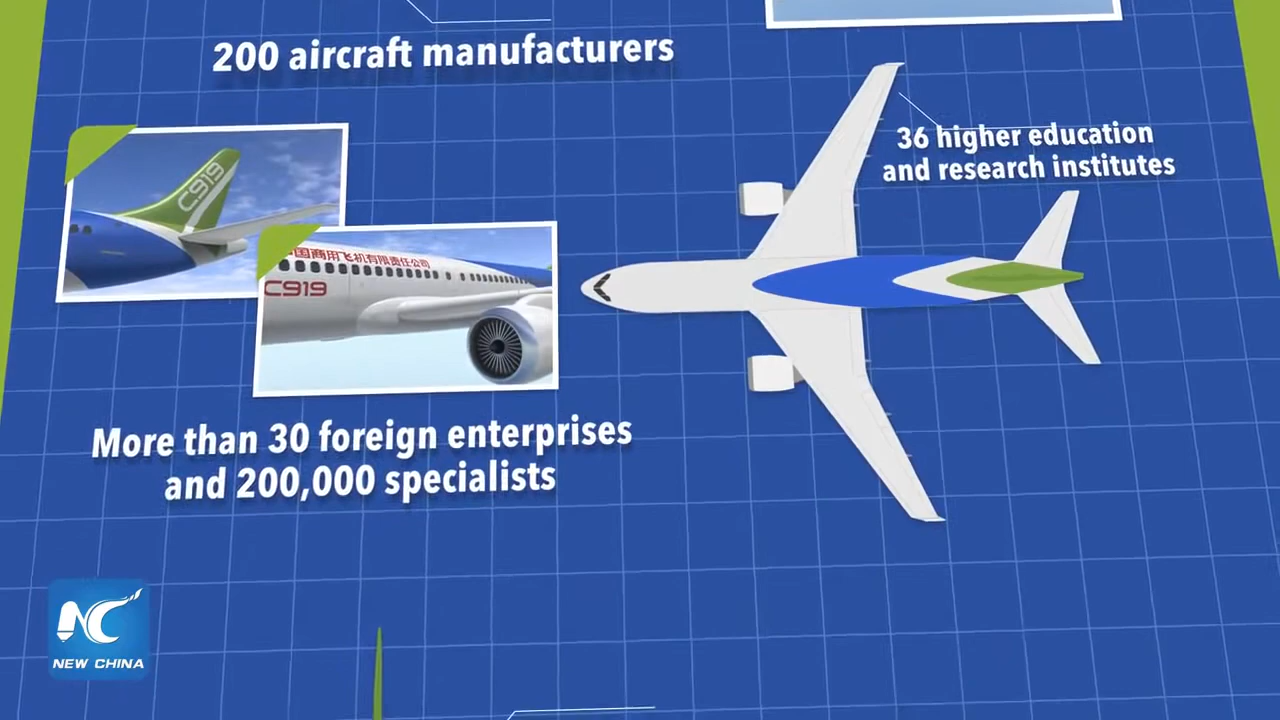 200 aircraft manufacturers
36 higher education
and research institutes
C919
中国商用飞机有限责任公司
C919
More than 30 foreign enterprises
and 200,000 specialists
NC
NEW CHINA